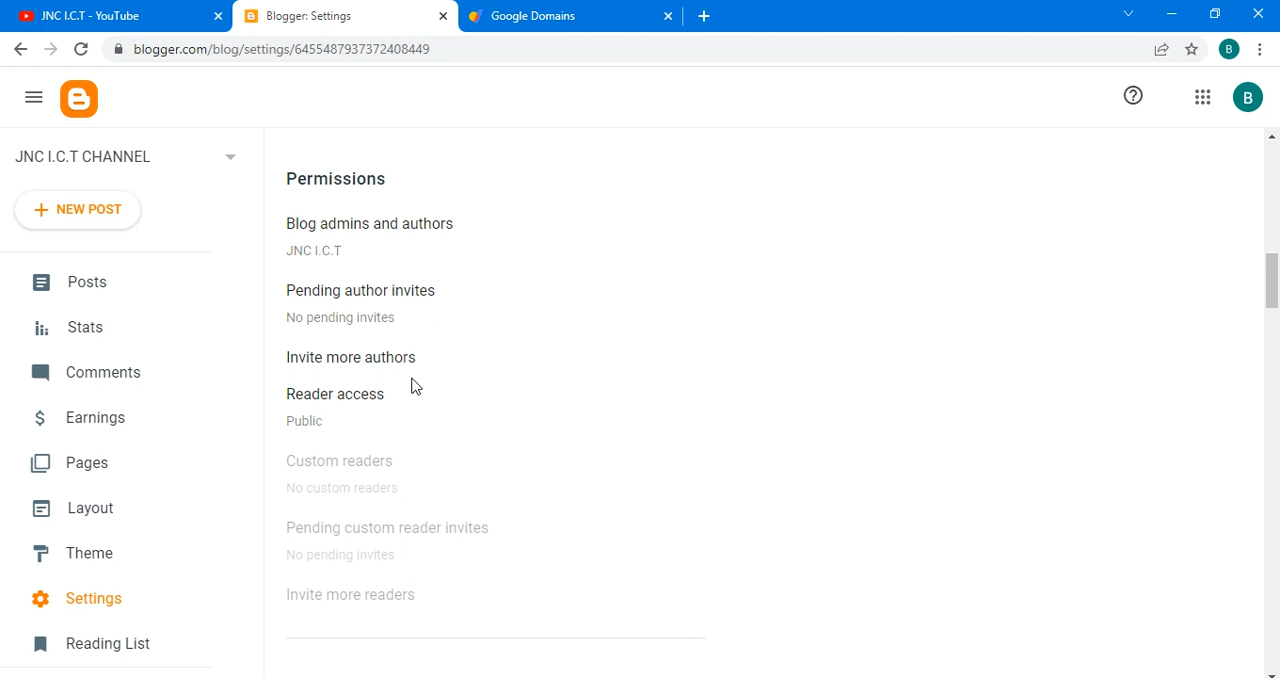 JNC I.C.T - YouTube
Blogger: Settings
Google Domains
blogger.com/blog/settings/6455487937372408449
B
B
JNC I.C.T CHANNEL
NEW POST
Posts
Stats
Comments
Earnings
Pages
Layout
Theme
Settings
Reading List
Permissions
Blog admins and authors
JNC I.C.T
Pending author invites
No pending invites
Invite more authors
Reader access
Public
Custom readers
No custom readers
Pending custom reader invites
No pending invites
Invite more readers